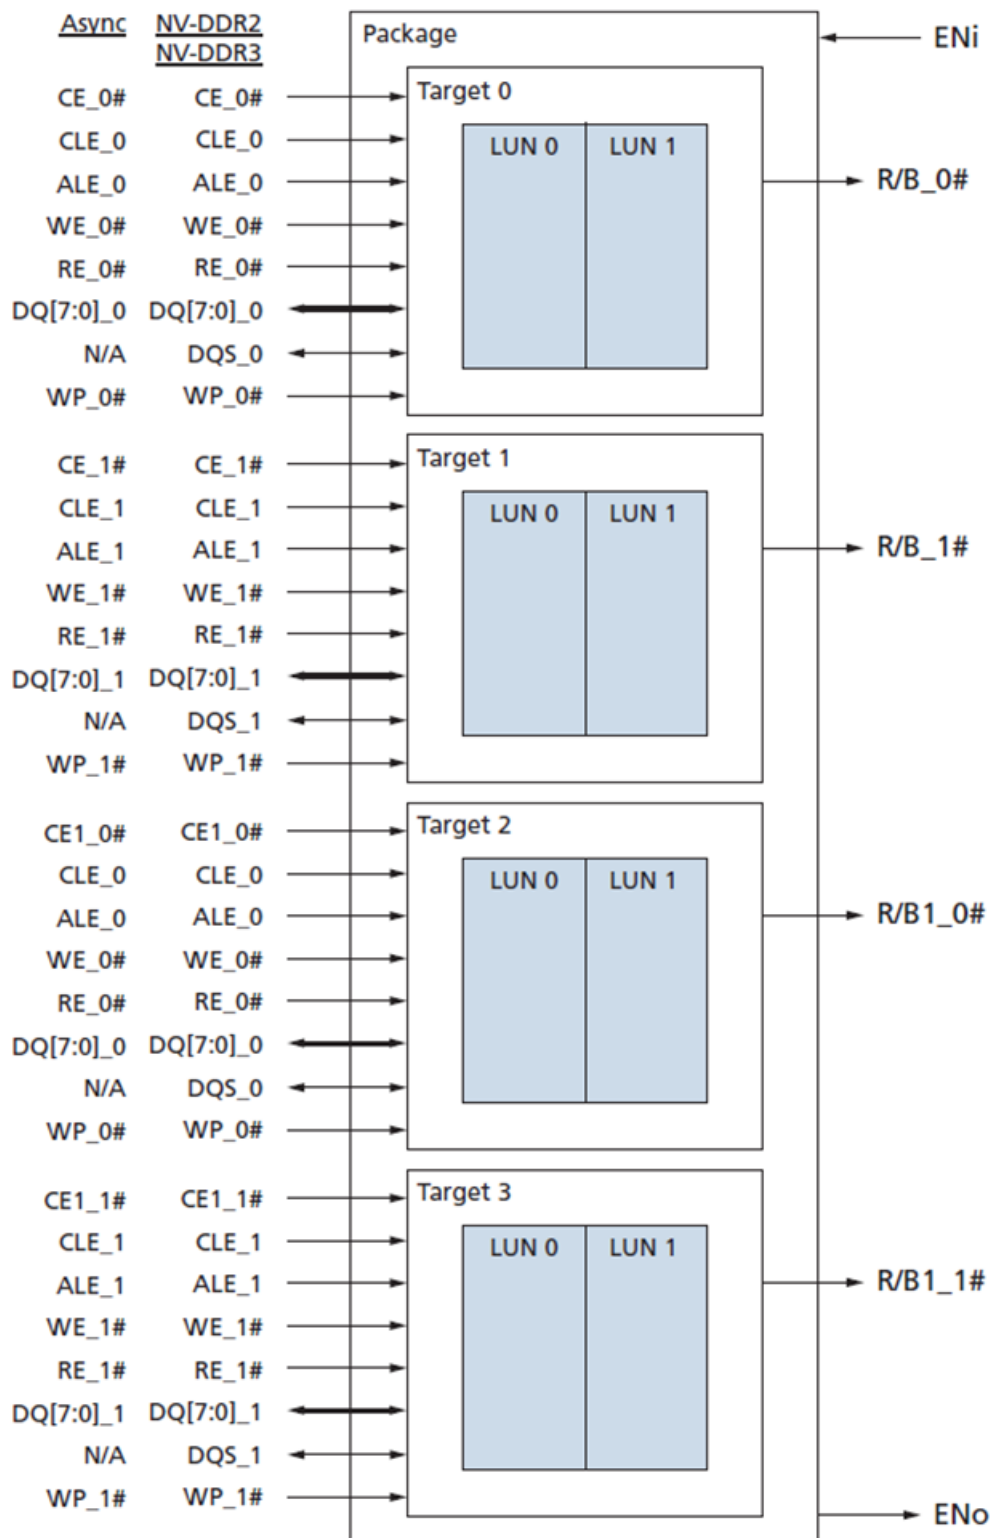 Async NV-DDR2
NV-DDR3
Package
ENi
Target 0
CE_0# CE_0#
CLE_0 CLE_0
LUN 0 LUN 1
ALE_0 ALE_0
R/B_0#
WE_0# WE_0#
RE_0# RE_0#
DQ[7:0]_0 DQ[7:0]_0
N/A DQS_0
WP_0# WP_0#
Target 1
CE_1# CE_1#
CLE_1 CLE_1
LUN 0 LUN 1
ALE_1 ALE_1
R/B_1#
WE_1# WE_1#
RE_1# RE_1#
DQ[7:0]_1 DQ[7:0]_1
N/A DQS_1
WP_1# WP_1#
Target 2
CE1_0# CE1_0#
CLE_0 CLE_0
LUN 0 LUN 1
ALE_0 ALE_0
R/B1_0#
WE_0# WE_0#
RE_0# RE_0#
DQ[7:0]_0 DQ[7:0]_0
N/A DQS_0
WP_0# WP_0#
Target 3
CE1_1# CE1_1#
CLE_1 CLE_1
LUN 0 LUN 1
ALE_1 ALE_1
R/B1_1#
WE_1# WE_1#
RE_1# RE_1#
DQ[7:0]_1 DQ[7:0]_1
N/A DQS_1
WP_1# WP_1#
ENo